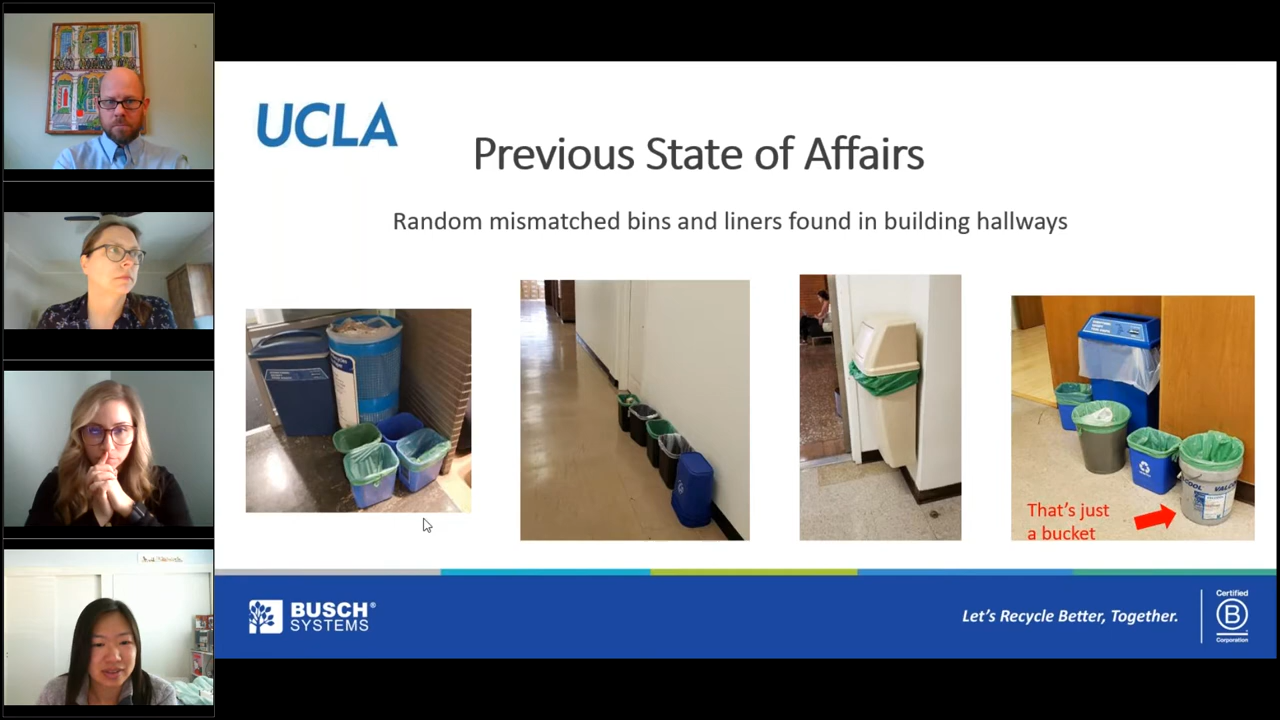 UCLA
Previous State of Affairs
Random mismatched bins and liners found in building hallways
That's just
a bucket
BUSCH®
SYSTEMS
Let's Recycle Better, Together.
Certified
B
Corporation